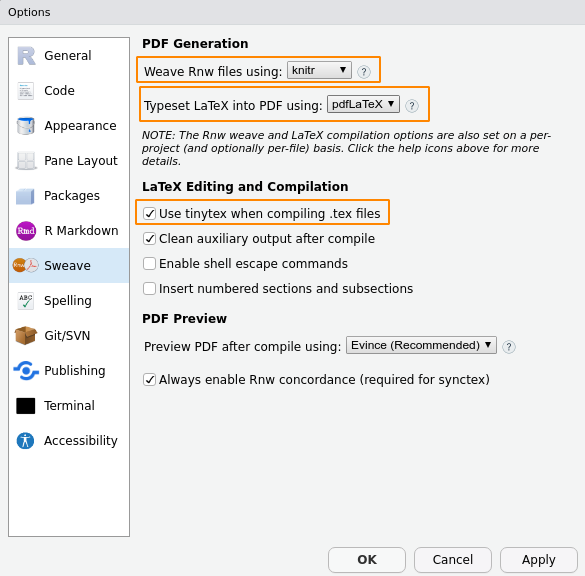 Options
General
Code
Appearance
Pane Layout
Packages
Rmd R Markdown
Rnw Sweave
ABC Spelling
Git/SVN
Publishing
Terminal
Accessibility
PDF Generation
Weave Rnw files using: knitr ?
Typeset LaTeX into PDF using: pdfLaTeX ?
NOTE: The Rnw weave and LaTeX compilation options are also set on a per-
project (and optionally per-file) basis. Click the help icons above for more
details.
LaTeX Editing and Compilation
Use tinytex when compiling .tex files
Clean auxiliary output after compile
Enable shell escape commands
Insert numbered sections and subsections
PDF Preview
Preview PDF after compile using: Evince (Recommended) ?
Always enable Rnw concordance (required for synctex)
OK Cancel Apply